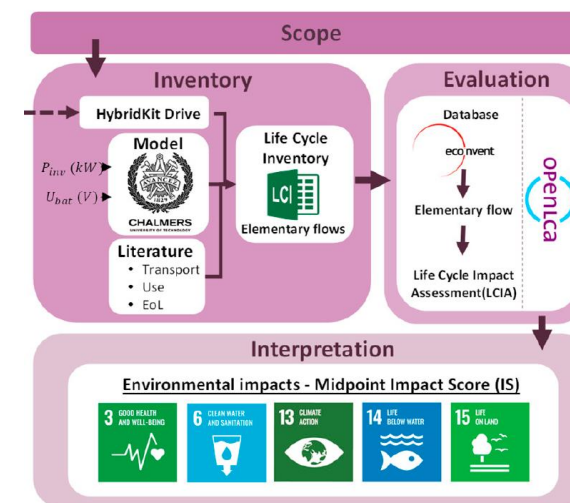 Scope
Inventory
HybridKit Drive
Model
P_inv (kW)
U_bat (V)
AVANCEZ
1829
CHALMERS
UNIVERSITY OF TECHNOLOGY
Literature
• Transport
• Use
• EoL
Life Cycle
Inventory
LCI
Elementary flows
Evaluation
Database
econvent
Elementary flow
Life Cycle Impact
Assessment(LCIA)
openLca
Interpretation
Environmental impacts - Midpoint Impact Score (IS)
3 GOOD HEALTH
AND WELL-BEING
6 CLEAN WATER
AND SANITATION
13 CLIMATE
ACTION
14 LIFE
BELOW WATER
15 LIFE
ON LAND